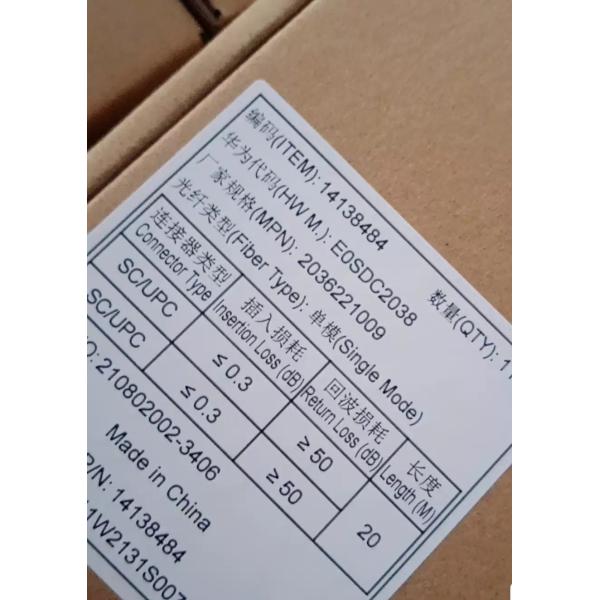 编码(ITEM): 14138484
数量(QTY): 1
华为代码(HW M.): E0SDC2038
厂家规格(MPN): 2036221009
光纤类型(Fiber Type): 单模(Single Mode)
连接器类型 插入损耗 回波损耗 长度
Connector Type Insertion Loss (dB) Return Loss (dB) Length (M)
SC/UPC ≤0.3 ≥50 20
SC/UPC ≤0.3 ≥50
O: 210802002-3406
Made in China
P/N: 14138484
1W2131S007